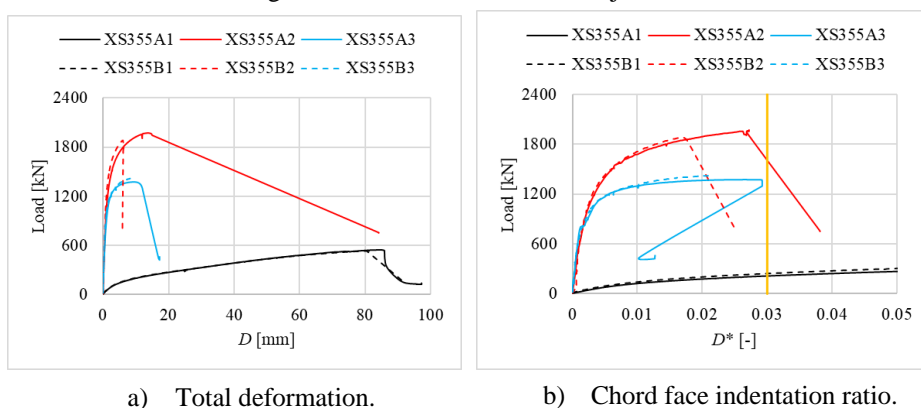 XS355A1 XS355A2 XS355A3
XS355B1 XS355B2 XS355B3
2400
1800
1200
600
0
Load [kN]
0 20 40 60 80 100
D [mm]
a) Total deformation.
XS355A1 XS355A2 XS355A3
XS355B1 XS355B2 XS355B3
2400
1800
1200
600
0
Load [kN]
0 0.01 0.02 0.03 0.04 0.05
D* [-]
b) Chord face indentation ratio.